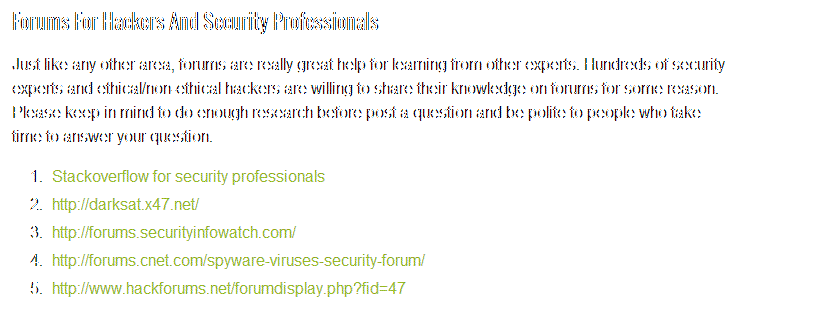 Forums For Hackers And Security Professionals
Just like any other area, forums are really great help for learning from other experts. Hundreds of security
experts and ethical/non-ethical hackers are willing to share their knowledge on forums for some reason.
Please keep in mind to do enough research before post a question and be polite to people who take
time to answer your question.
1. Stackoverflow for security professionals
2. http://darksat.x47.net/
3. http://forums.securityinfowatch.com/
4. http://forums.cnet.com/spyware-viruses-security-forum/
5. http://www.hackforums.net/forumdisplay.php?fid=47